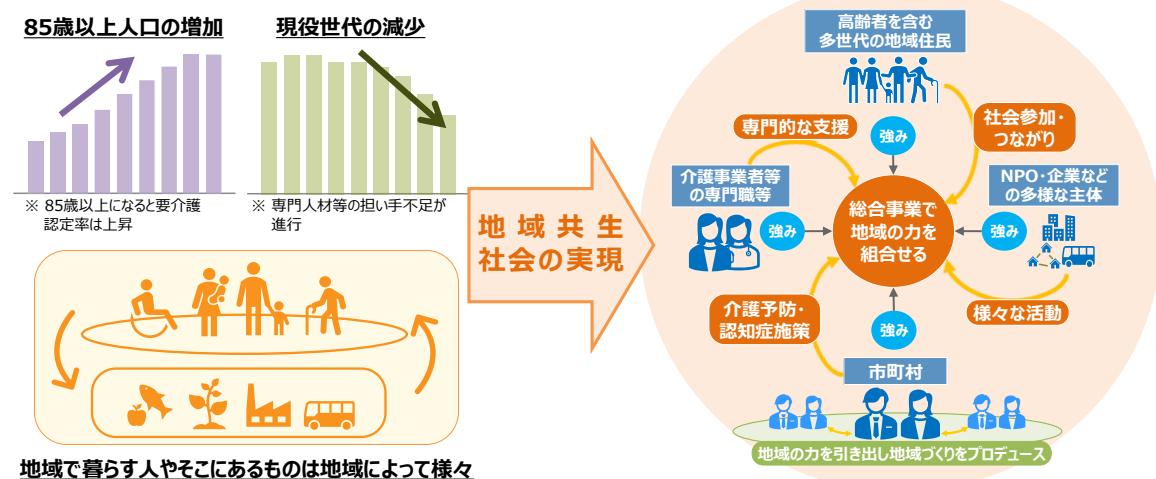 85歳以上人口の増加
現役世代の減少
※ 85歳以上になると要介護
認定率は上昇
※ 専門人材等の担い手不足が
進行
地域で暮らす人やそこにあるものは地域によって様々
地域共生
社会の実現
高齢者を含む
多世代の地域住民
専門的な支援
強み
社会参加・
つながり
介護事業者等
の専門職等
強み
総合事業で
地域の力を
組合せる
強み
NPO・企業など
の多様な主体
介護予防・
認知症施策
強み
様々な活動
市町村
地域の力を引き出し地域づくりをプロデュース